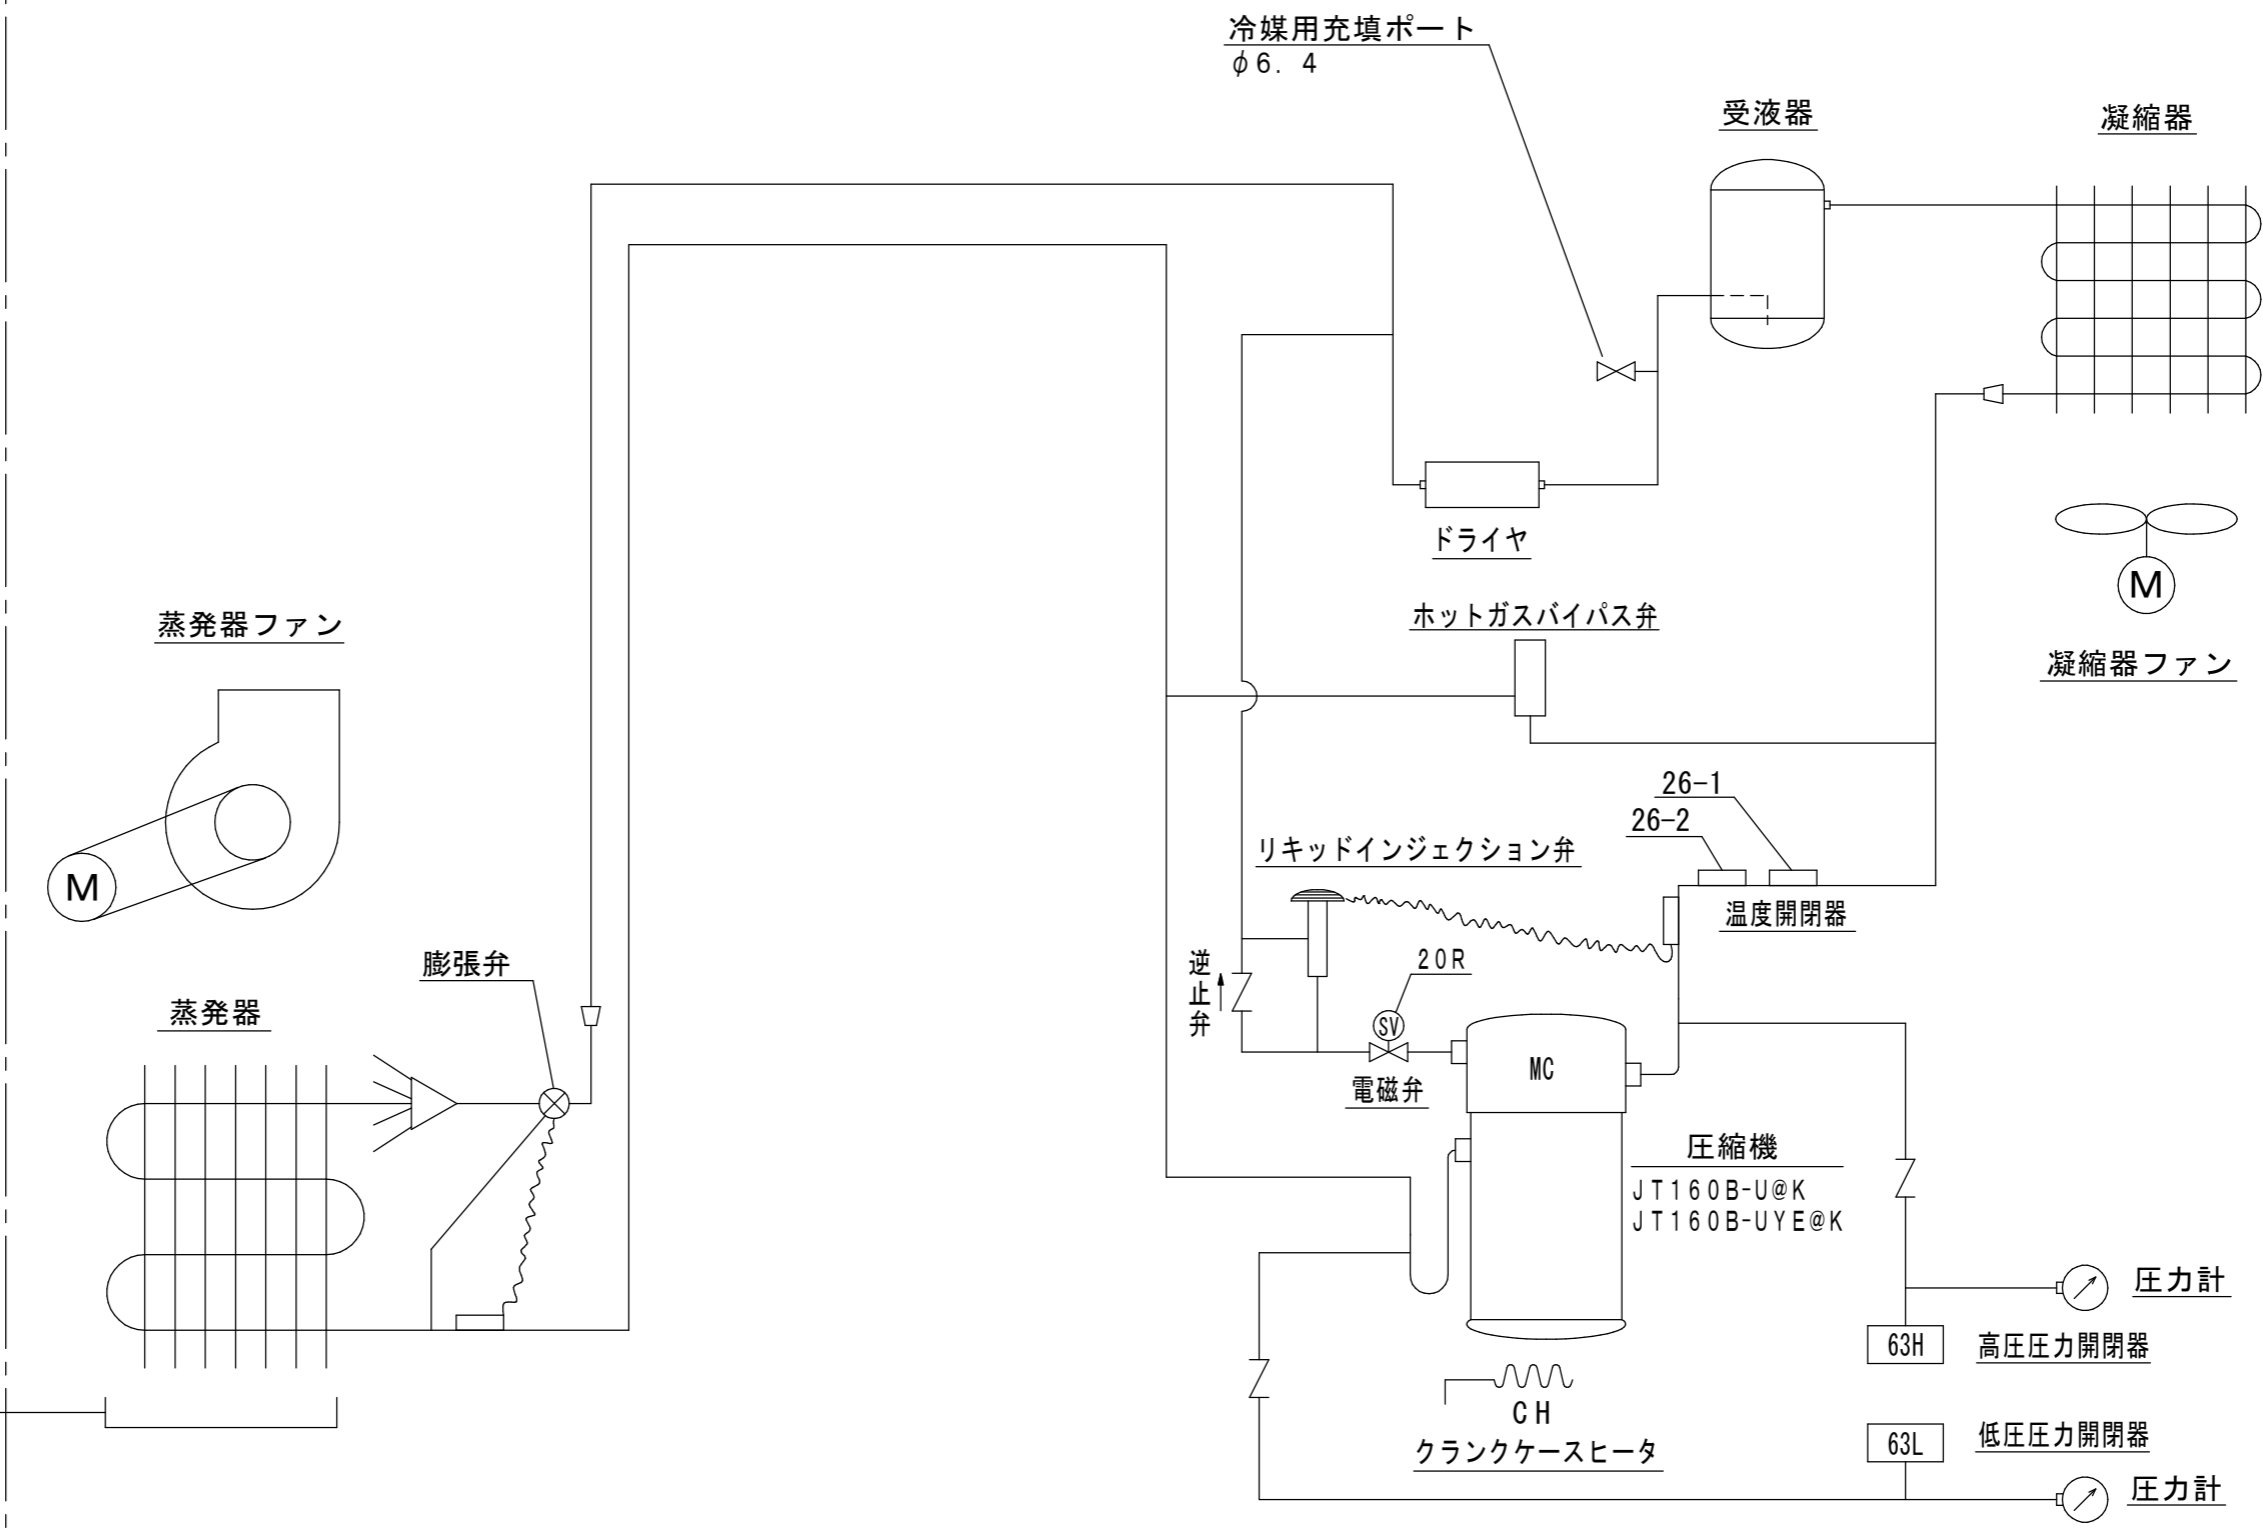 冷媒用充填ポート
φ6.4
受液器
凝縮器
ドライヤ
蒸発器ファン
M
ホットガスバイパス弁
M
凝縮器ファン
26-1
26-2
温度開閉器
リキッドインジェクション弁
膨張弁
蒸発器
逆止弁
20R
SV
電磁弁
MC
圧縮機
JT160B-U@K
JT160B-UYE@K
圧力計
63H
高圧圧力開閉器
CH
クランクケースヒータ
63L
低圧圧力開閉器
圧力計